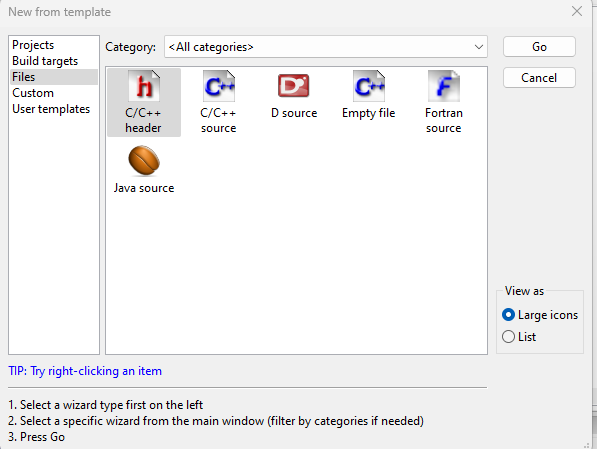 New from template
Projects
Build targets
Files
Custom
User templates
Category:
<All categories>
Go
Cancel
C/C++
header
C/C++
source
D source
Empty file
Fortran
source
Java source
View as
Large icons
List
TIP: Try right-clicking an item
1. Select a wizard type first on the left
2. Select a specific wizard from the main window (filter by categories if needed)
3. Press Go